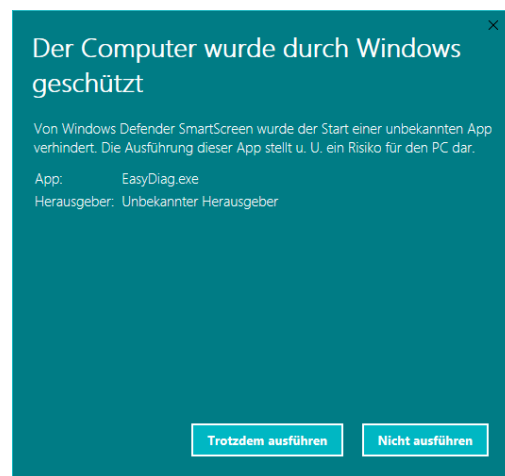 Der Computer wurde durch Windows
geschützt
Von Windows Defender SmartScreen wurde der Start einer unbekannten App
verhindert. Die Ausführung dieser App stellt u. U. ein Risiko für den PC dar.
App: EasyDiag.exe
Herausgeber: Unbekannter Herausgeber
Trotzdem ausführen Nicht ausführen